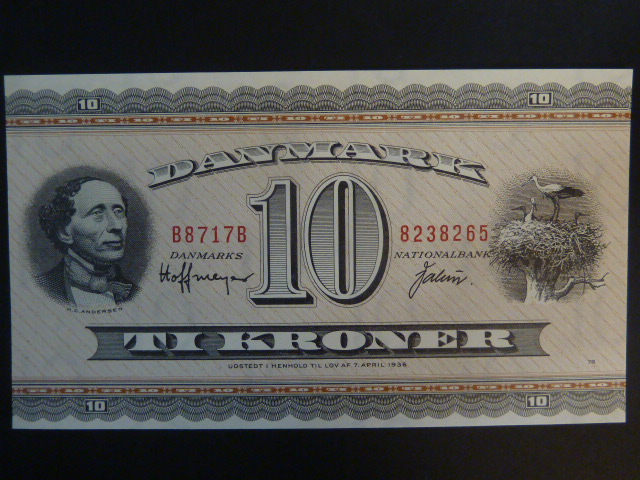 10 10
DANMARK
10
B8717B 8238265
DANMARKS NATIONALBANK
Hoffmeyer
H.C. ANDERSEN
TI KRONER
UDSTEDT I HENHOLD TIL LOV AF 7. APRIL 1936
10 10